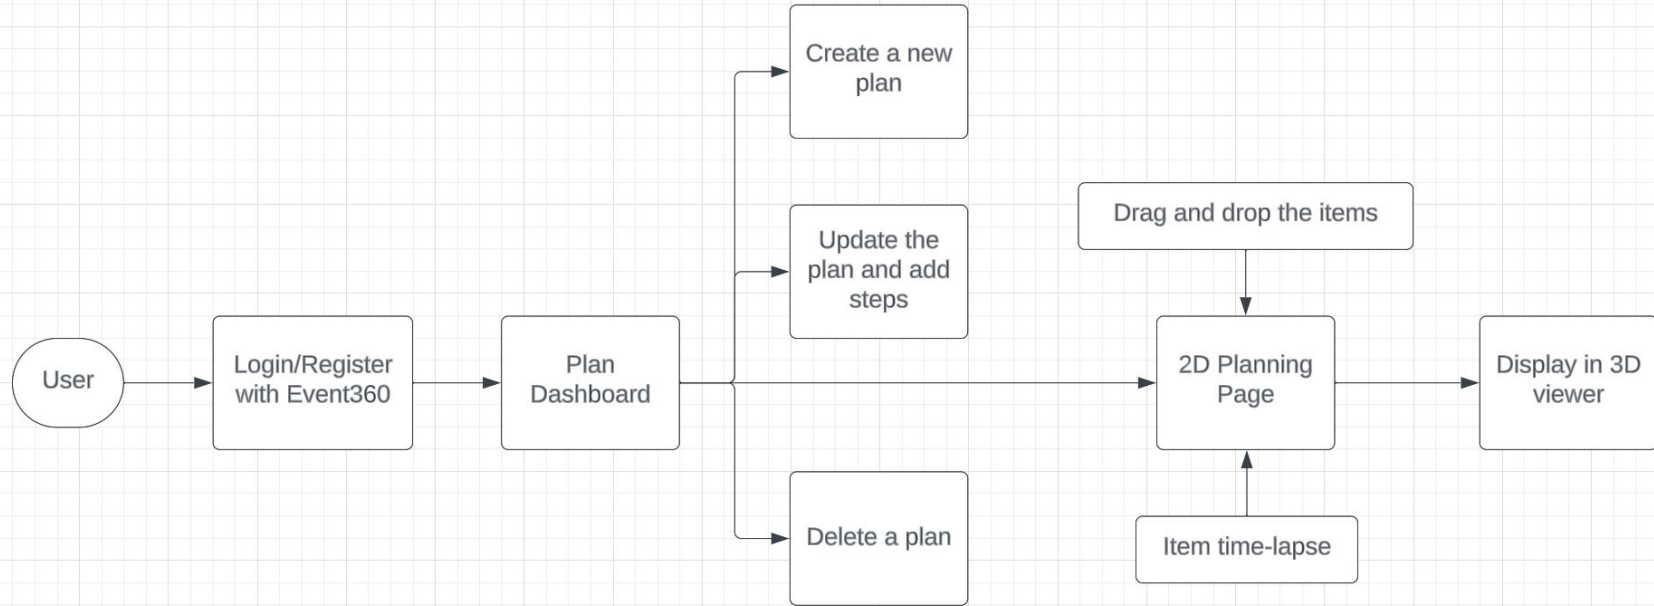 Create a new
plan
Update the
plan and add
steps
Drag and drop the items
User
Login/Register
with Event360
Plan
Dashboard
2D Planning
Page
Display in 3D
viewer
Delete a plan
Item time-lapse